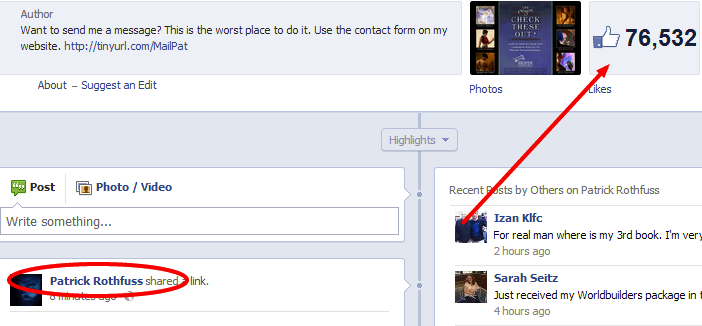 Author
Want to send me a message? This is the worst place to do it. Use the contact form on my
website. http://tinyurl.com/MailPat
CHECK
THESE
OUT?
76,532
About – Suggest an Edit
Photos
Likes
Highlights
Post
Photo / Video
Write something...
Patrick Rothfuss shared a link.
8 minutes ago
Recent Posts by Others on Patrick Rothfuss
Izan Klfc
For real man where is my 3rd book. I'm very
2 hours ago
Sarah Seitz
Just received my Worldbuilders package in t
4 hours ago